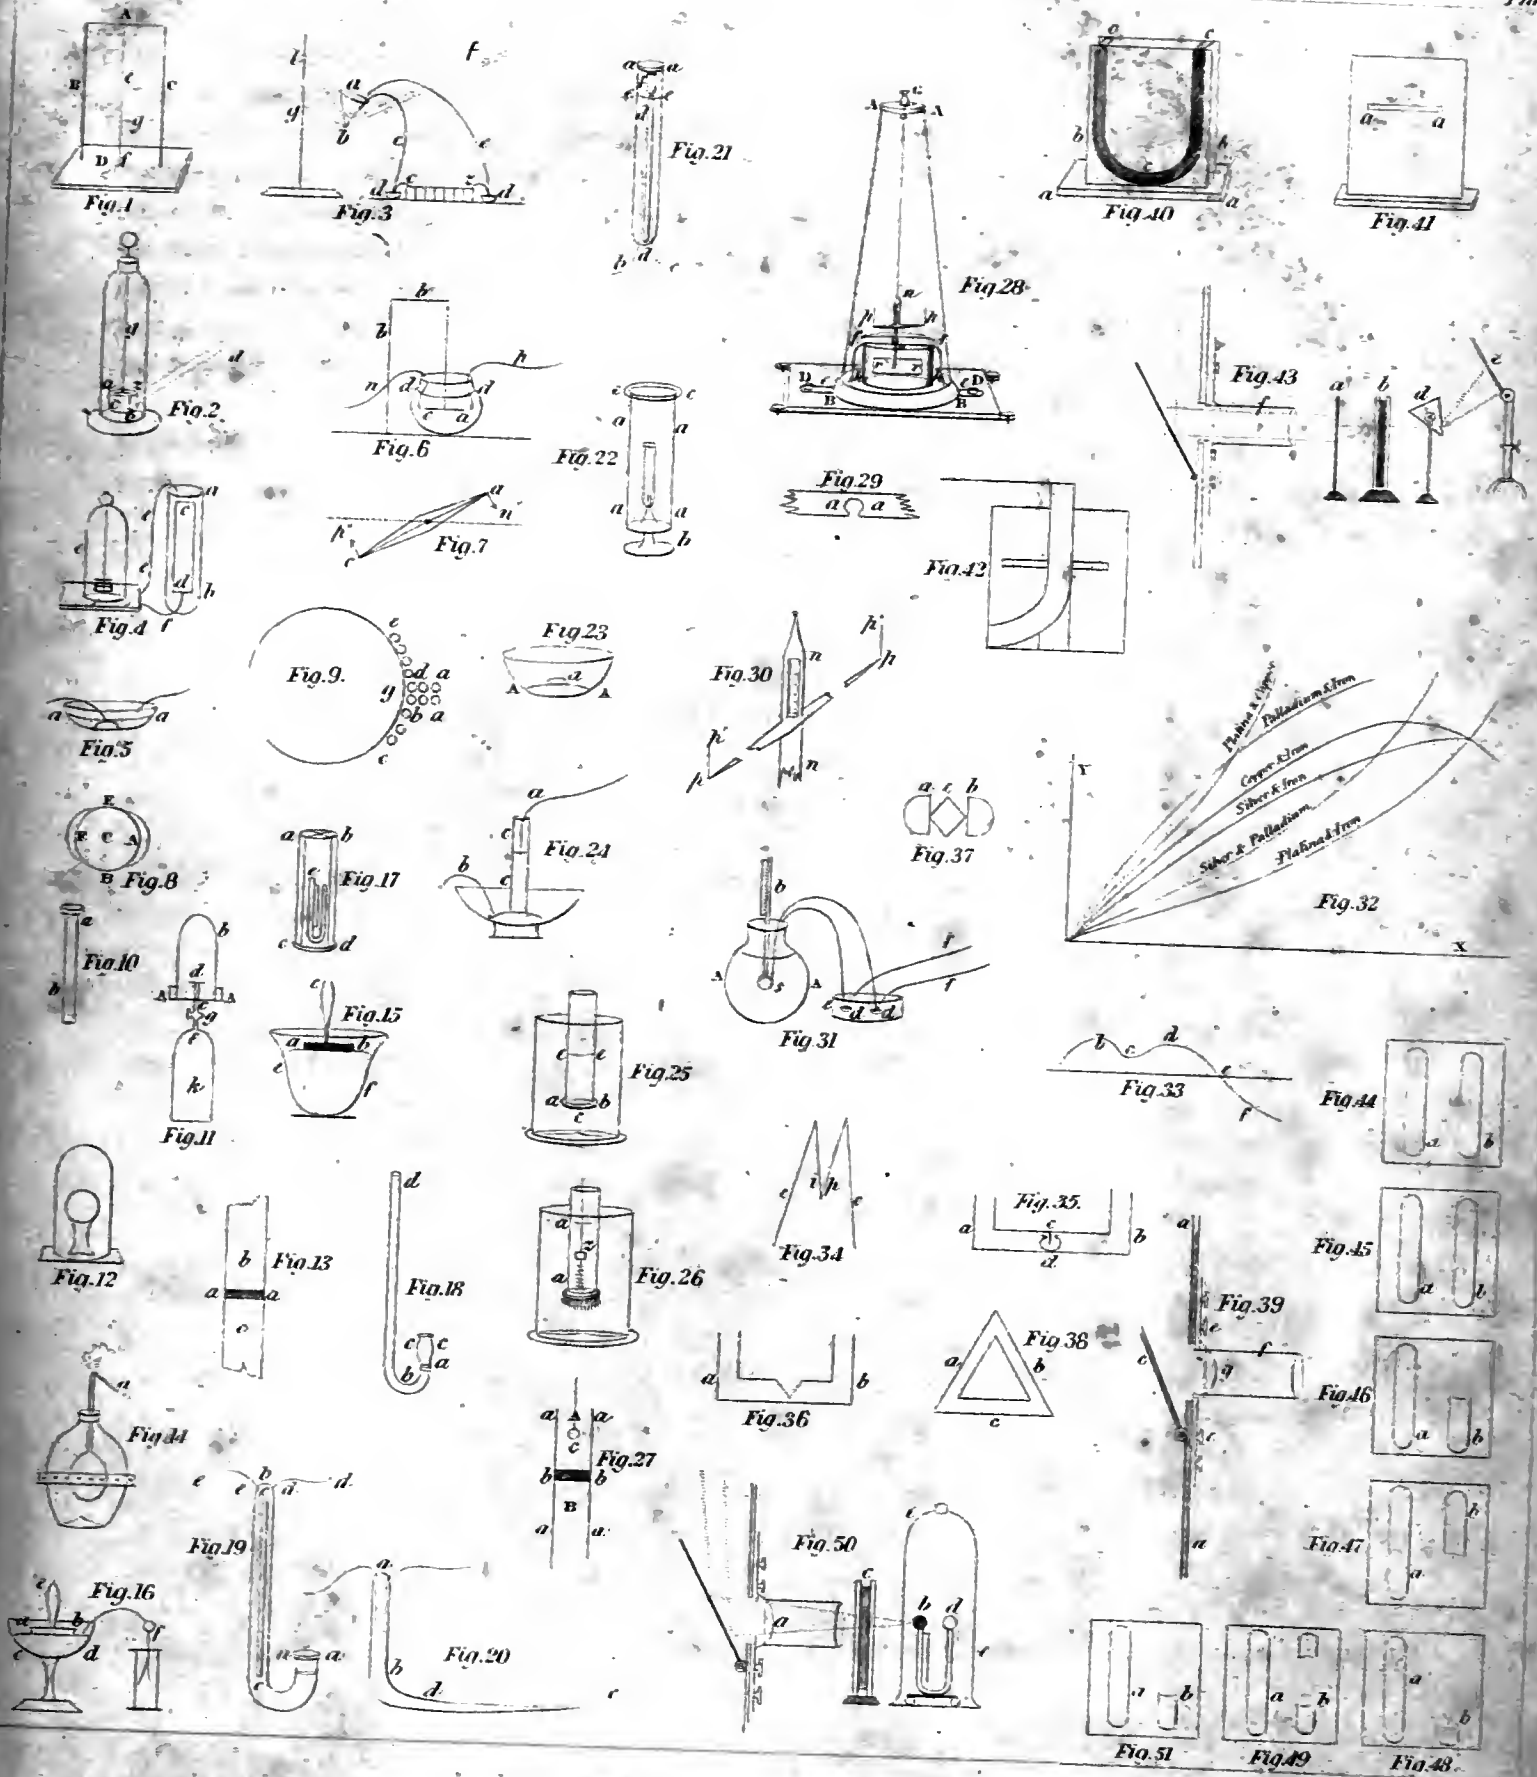 A
B
c
c
g
D
f
Fig.1
l
g
a
b
c
e
c
z
d
d
Fig.3
f
a
a
d
d
b
c
Fig.21
A
A
n
h
h
D
D
B
B
Fig.28
c
b
c
a
a
Fig.40
a
a
Fig.41
g
d
a
c
b
Fig.2
b
b
n
h
d
d
c
a
Fig.6
c
c
a
a
a
a
b
Fig.22
Fig.43
f
a
b
d
e
a
c
e
e
d
b
f
Fig.4
a
n
p
c
Fig.7
Fig.29
a
a
Fig.42
a
a
Fig.5
Fig.9.
e
d
a
g
b
a
c
Fig.23
a
A
A
Fig.30
n
n
p
p
p
p
Platina & Copper
Palladium & Iron
Copper & Iron
Silver & Iron
Silver & Palladium
Platina & Iron
Y
X
Fig.32
E
E
C
A
B
Fig.8
a
b
c
c
d
Fig.17
a
c
b
c
Fig.24
a
c
b
Fig.37
a
b
Fig.10
b
d
A
A
c
g
f
k
Fig.11
c
a
b
e
f
Fig.15
e
e
a
b
c
Fig.25
b
A
A
s
e
d
d
f
f
Fig.31
b
c
d
e
f
Fig.33
a
b
Fig.44
Fig.12
b
a
a
c
Fig.13
d
c
c
a
b
Fig.18
a
z
a
Fig.26
e
i
p
e
Fig.34
Fig.35.
a
b
c
d
a
e
c
f
g
c
a
Fig.39
a
b
Fig.45
a
Fig.14
a
A
a
c
b
b
B
a
a
Fig.27
a
b
Fig.36
a
b
c
Fig.38
a
b
Fig.46
e
b
d
e
c
d
n
a
c
Fig.19
a
b
d
c
Fig.20
a
c
b
d
e
e
Fig.50
a
b
Fig.47
e
a
b
c
d
f
Fig.16
a
b
Fig.51
a
b
Fig.49
a
b
Fig.48